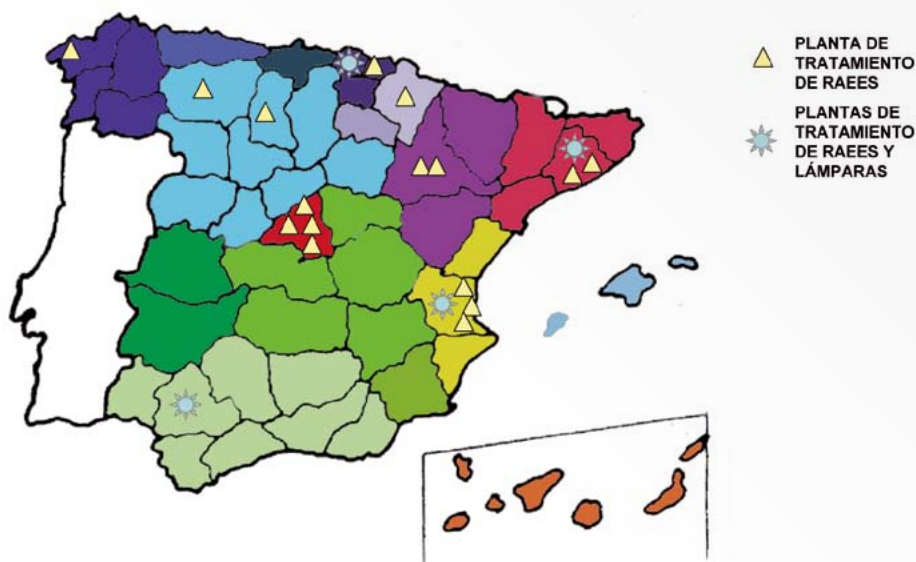 PLANTA DE
TRATAMIENTO
DE RAEES
PLANTAS DE
TRATAMIENTO
DE RAEES Y
LÁMPARAS